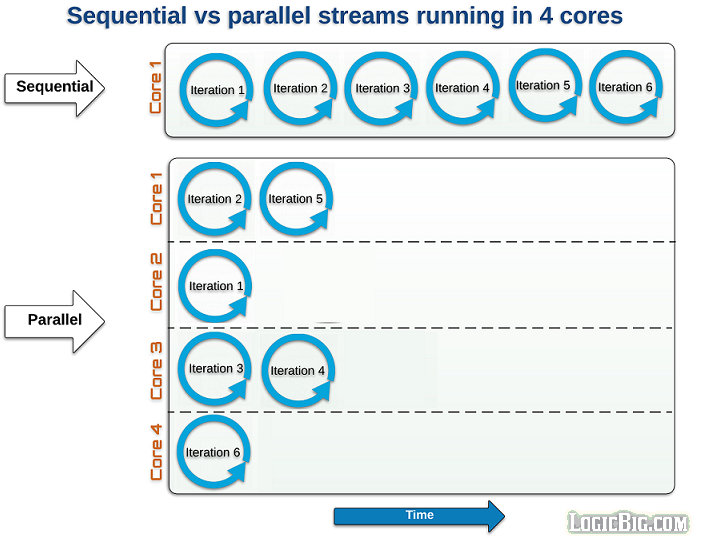 Sequential vs parallel streams running in 4 cores
Sequential
Core 1
Iteration 1
Iteration 2
Iteration 3
Iteration 4
Iteration 5
Iteration 6
Parallel
Core 1
Iteration 2
Iteration 5
Core 2
Iteration 1
Core 3
Iteration 3
Iteration 4
Core 4
Iteration 6
Time
LogicBig.com